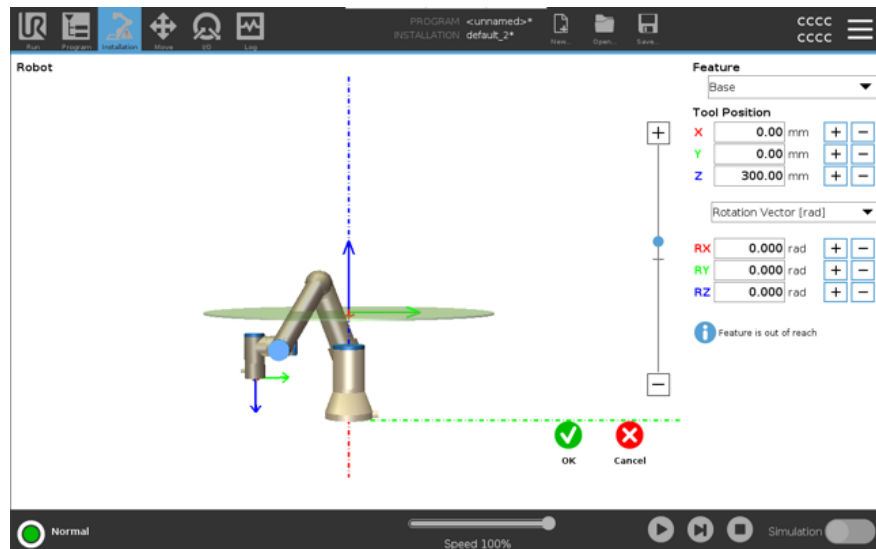 PROGRAM <unnamed>*
INSTALLATION default_2*
cccc
cccc
Run
Program
Installation
Move
I/O
Log
New...
Open...
Save...
Robot
Feature
Base
Tool Position
X 0.00 mm + −
Y 0.00 mm + −
Z 300.00 mm + −
Rotation Vector [rad]
RX 0.000 rad + −
RY 0.000 rad + −
RZ 0.000 rad + −
Feature is out of reach
OK
Cancel
Normal
Speed 100%
Simulation